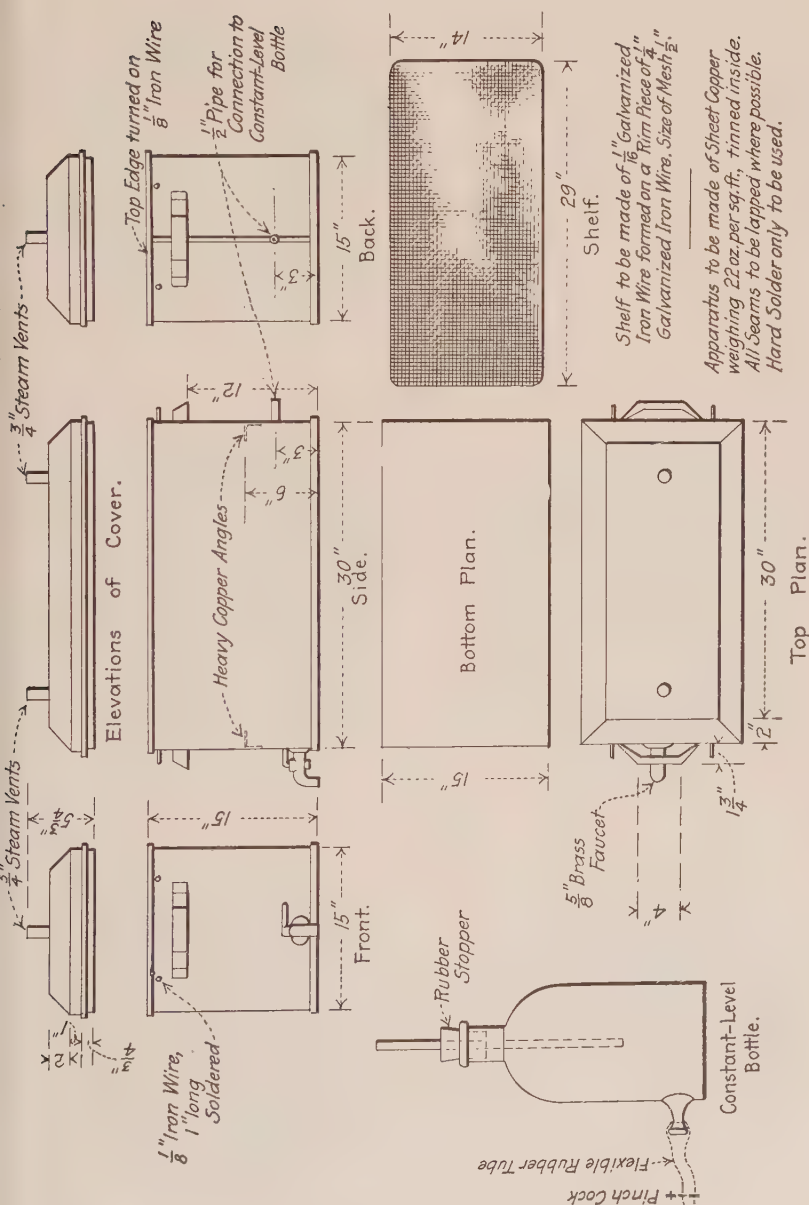 3/4" Steam Vents
3/4" Steam Vents
5 3/4"
2"
1"
3/4"
Elevations of Cover.
Top Edge turned on
1/8" Iron Wire
1/2" Pipe for
Connection to
Constant-Level
Bottle
1/8" Iron Wire,
1" long
Soldered
15"
15"
Front.
Heavy Copper Angles
6"
3"
12"
30"
Side.
3"
15"
Back.
15"
Bottom Plan.
14"
29"
Shelf.
Shelf to be made of 1/16" Galvanized
Iron Wire formed on a Rim Piece of 1/4"
Galvanized Iron Wire. Size of Mesh 1/2".
Apparatus to be made of Sheet Copper
weighing 22 oz. per sq.ft., tinned inside.
All Seams to be lapped where possible.
Hard Solder only to be used.
Rubber
Stopper
Flexible Rubber Tube
Pinch Cock
Constant-Level
Bottle.
5/8" Brass
Faucet
4"
1 3/4"
2"
30"
Top Plan.